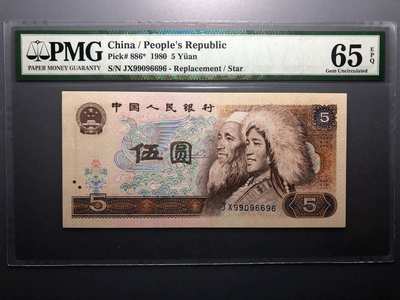 PMG
PAPER MONEY GUARANTY
China / People's Republic
Pick# 886* 1980 5 Yüan
S/N JX99096696 - Replacement / Star
65 EPQ
Gem Uncirculated
中国人民银行
5
伍圆
5
JX99096696
5